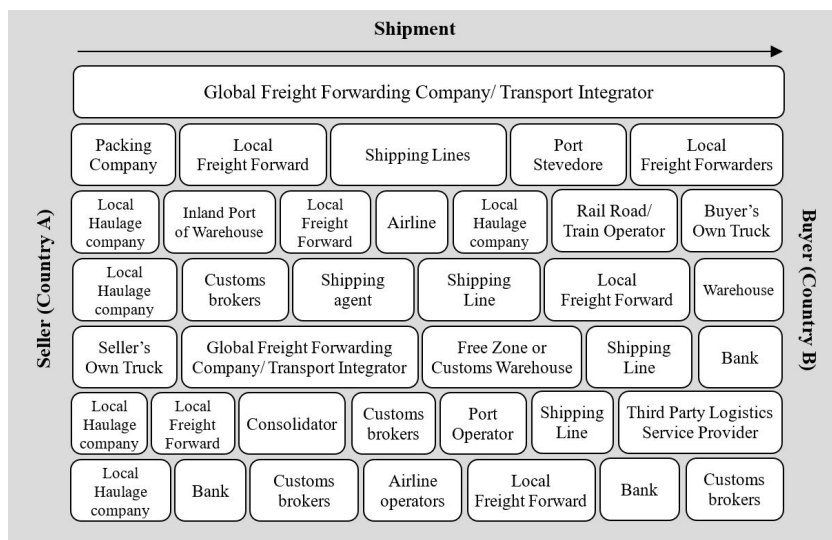 Shipment
Global Freight Forwarding Company/ Transport Integrator
Packing
Company
Local
Freight Forward
Shipping Lines
Port
Stevedore
Local
Freight Forwarders
Local
Haulage
company
Inland Port
of Warehouse
Local
Freight
Forward
Airline
Local
Haulage
company
Rail Road/
Train Operator
Buyer's
Own Truck
Local
Haulage
company
Customs
brokers
Shipping
agent
Shipping
Line
Local
Freight Forward
Warehouse
Seller's
Own Truck
Global Freight Forwarding
Company/ Transport Integrator
Free Zone or
Customs Warehouse
Shipping
Line
Bank
Local
Haulage
company
Local
Freight
Forward
Consolidator
Customs
brokers
Port
Operator
Shipping
Line
Third Party Logistics
Service Provider
Local
Haulage
company
Bank
Customs
brokers
Airline
operators
Local
Freight Forward
Bank
Customs
brokers
Seller (Country A)
Buyer (Country B)